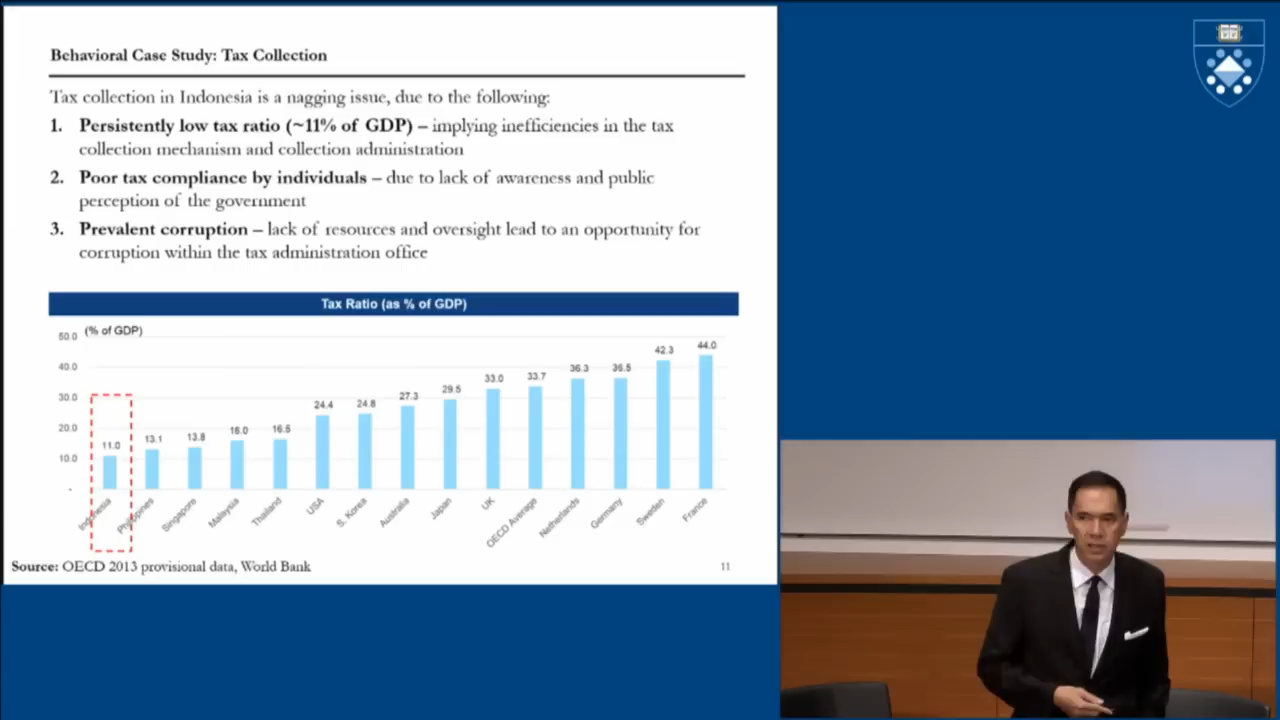 Behavioral Case Study: Tax Collection
Tax collection in Indonesia is a nagging issue, due to the following:
1. Persistently low tax ratio (~11% of GDP) – implying inefficiencies in the tax
collection mechanism and collection administration
2. Poor tax compliance by individuals – due to lack of awareness and public
perception of the government
3. Prevalent corruption – lack of resources and oversight lead to an opportunity for
corruption within the tax administration office
Tax Ratio (as % of GDP)
(% of GDP)
50.0
40.0
30.0
20.0
10.0
-
11.0
13.1
13.8
16.0
16.5
24.4
24.8
27.3
29.5
33.0
33.7
36.3
36.5
42.3
44.0
Indonesia
Philippines
Singapore
Malaysia
Thailand
USA
S. Korea
Australia
Japan
UK
OECD Average
Netherlands
Germany
Sweden
France
Source: OECD 2013 provisional data, World Bank
11